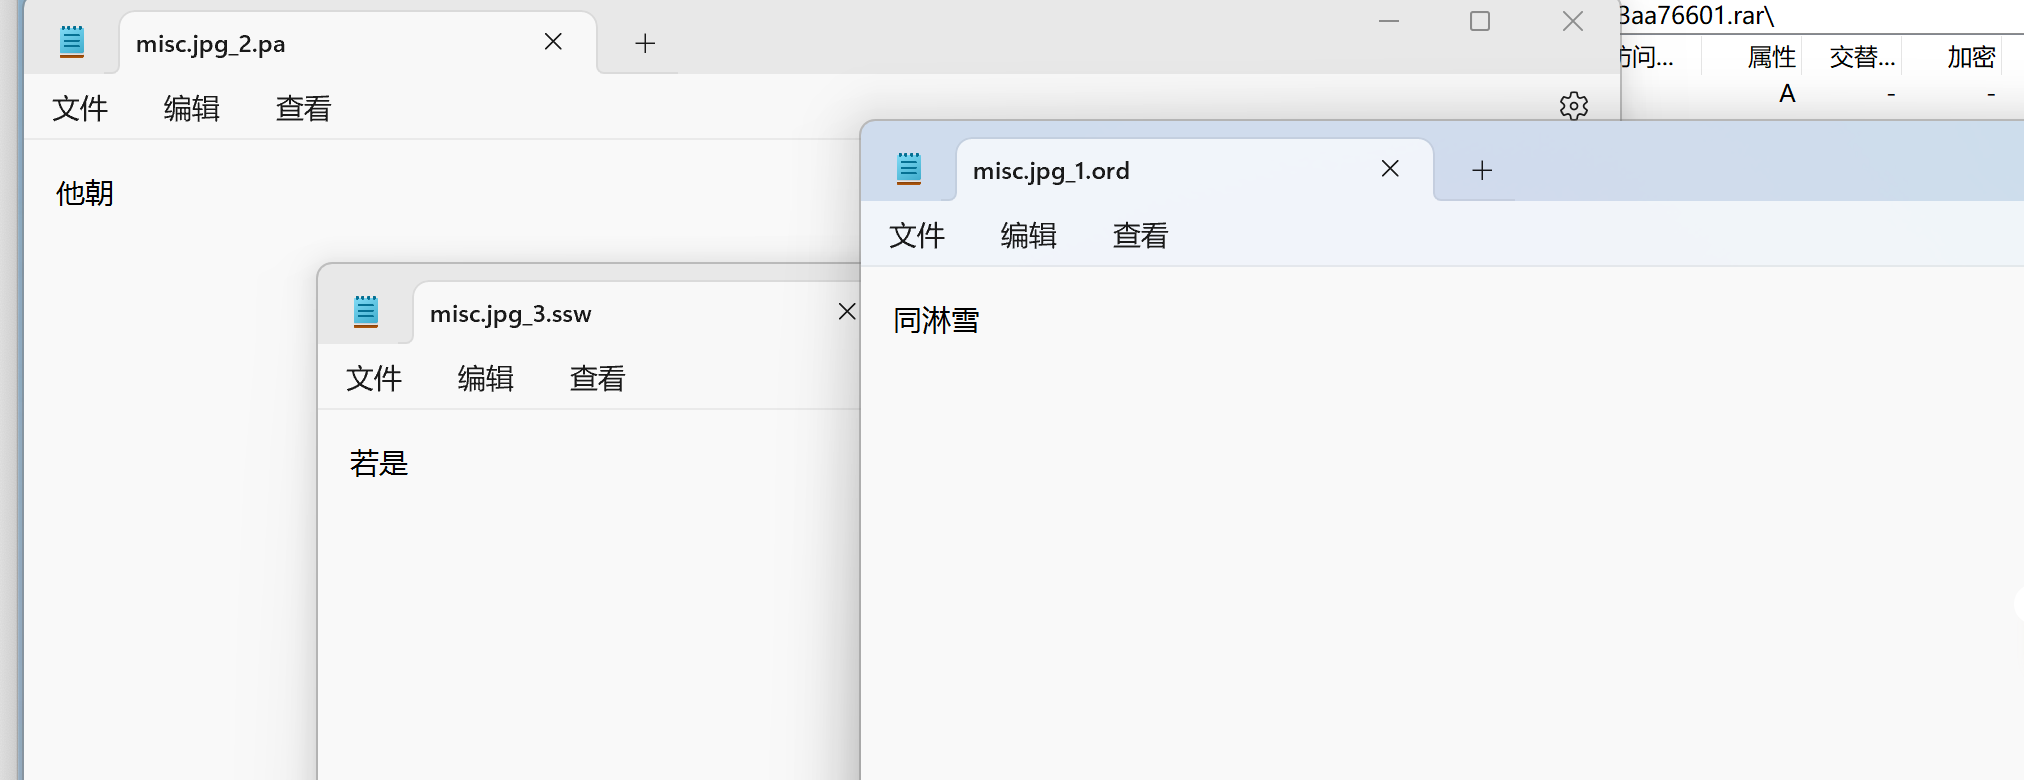 misc.jpg_2.pa
文件 编辑 查看
他朝
misc.jpg_3.ssw
文件 编辑 查看
若是
misc.jpg_1.ord
文件 编辑 查看
同淋雪
3aa76601.rar\
访问... 属性 交替... 加密
A - -